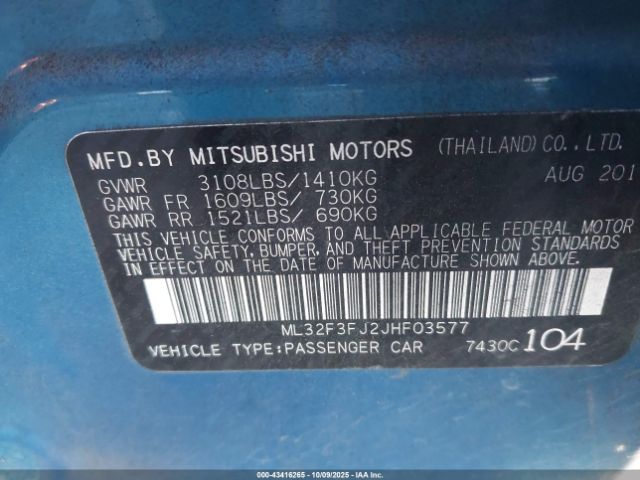 MFD.BY MITSUBISHI MOTORS (THAILAND)CO.,LTD.
GVWR 3108LBS/1410KG AUG 201
GAWR FR 1609LBS/ 730KG
GAWR RR 1521LBS/ 690KG
THIS VEHICLE CONFORMS TO ALL APPLICABLE FEDERAL MOTOR
VEHICLE SAFETY, BUMPER, AND THEFT PREVENTION STANDARDS
IN EFFECT ON THE DATE OF MANUFACTURE SHOWN ABOVE.
ML32F3FJ2JHF03577
VEHICLE TYPE:PASSENGER CAR 7430C 104
000-43416265 - 10/09/2025 - IAAI.com